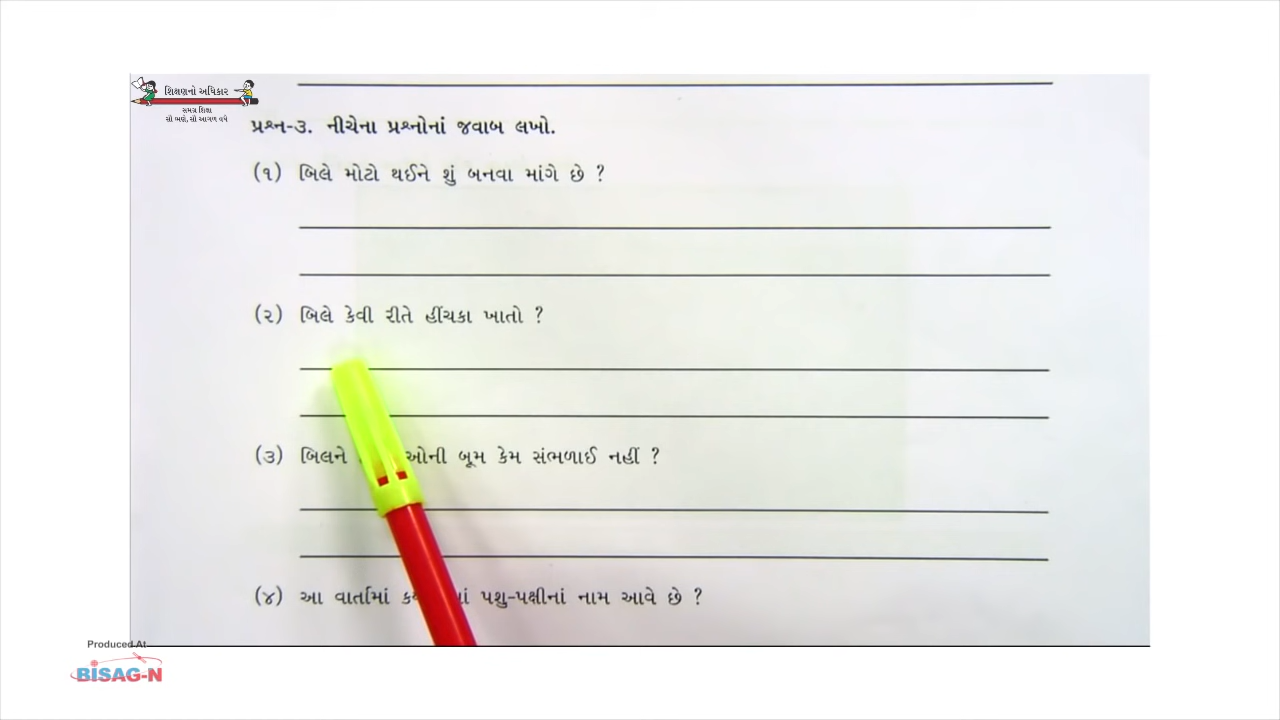 શિક્ષણનો અધિકાર
સમગ્ર શિક્ષા
સૌ ભણે, સૌ આગળ વધે
પ્રશ્ન-૩. નીચેના પ્રશ્નોનાં જવાબ લખો.
(૧) બિલે મોટો થઈને શું બનવા માંગે છે ?
(૨) બિલે કેવી રીતે હીંચકા ખાતો ?
(૩) બિલને બૂમ કેમ સંભળાઈ નહીં ?
(૪) આ વાર્તામાં પશુ-પક્ષીનાં નામ આવે છે ?
Produced At
BISAG-N